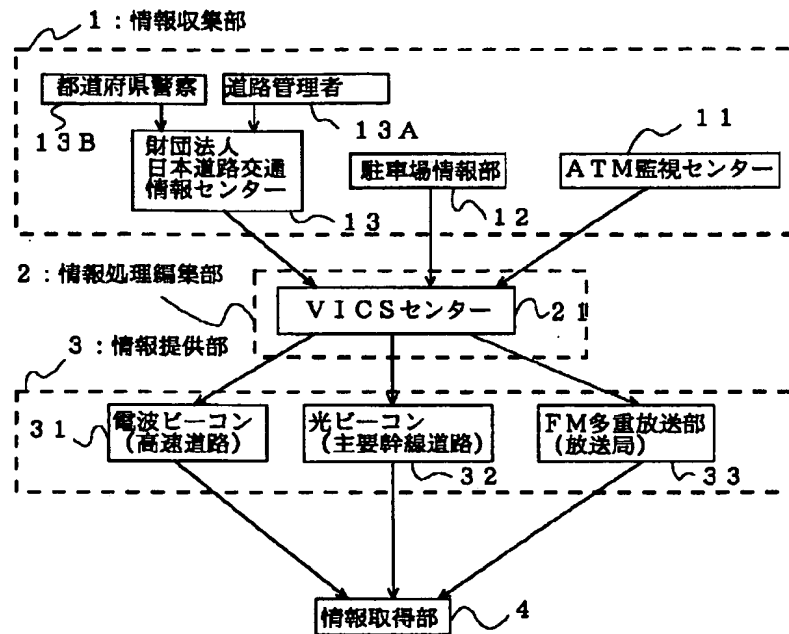 1：情報収集部
都道府県警察
道路管理者
13B
13A
11
財団法人
日本道路交通
情報センター
駐車場情報部
ATM監視センター
13
12
2：情報処理編集部
VICSセンター
21
3：情報提供部
31
電波ビーコン
（高速道路）
光ビーコン
（主要幹線道路）
FM多重放送部
（放送局）
32
33
情報取得部
4